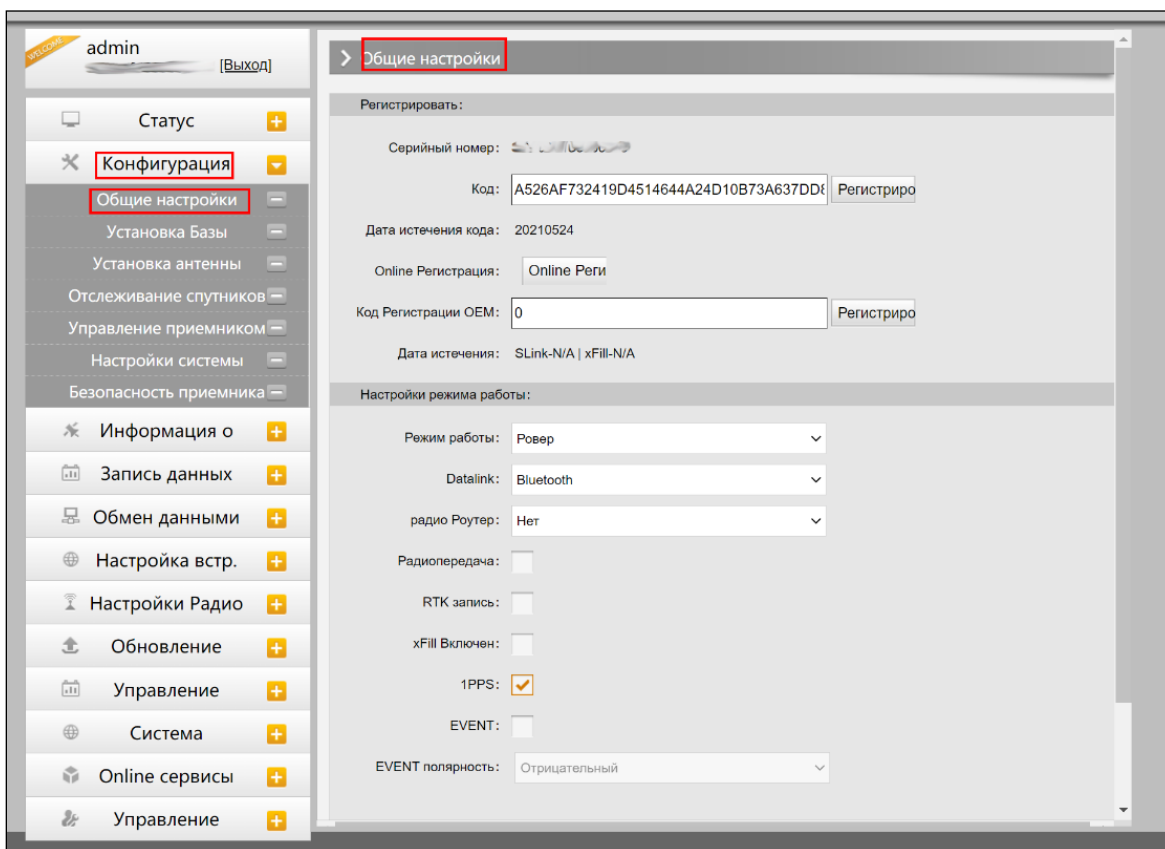 WELCOME
admin
[Выход]
Статус
Конфигурация
Общие настройки
Установка Базы
Установка антенны
Отслеживание спутников
Управление приемником
Настройки системы
Безопасность приемника
Информация о
Запись данных
Обмен данными
Настройка встр.
Настройки Радио
Обновление
Управление
Система
Online сервисы
Управление
Общие настройки
Регистрировать:
Серийный номер:
Код: A526AF732419D4514644A24D10B73A637DD8 Регистриро
Дата истечения кода: 20210524
Online Регистрация: Online Реги
Код Регистрации OEM: 0 Регистриро
Дата истечения: SLink-N/A | xFill-N/A
Настройки режима работы:
Режим работы: Ровер
Datalink: Bluetooth
радио Роутер: Нет
Радиопередача:
RTK запись:
xFill Включен:
1PPS:
EVENT:
EVENT полярность: Отрицательный